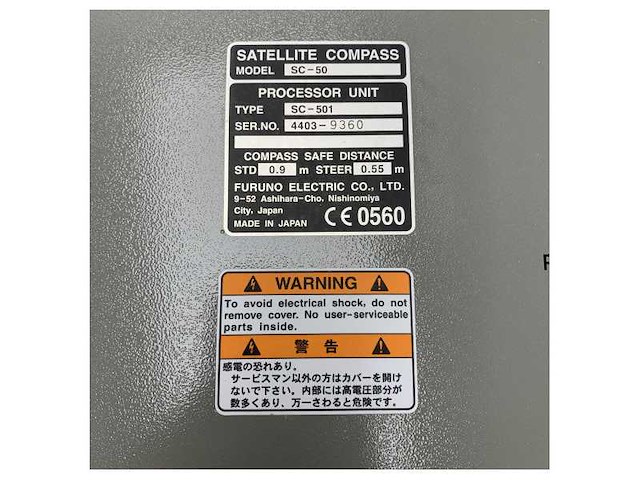 SATELLITE COMPASS
MODEL SC-50
PROCESSOR UNIT
TYPE SC-501
SER.NO. 4403-9360
COMPASS SAFE DISTANCE
STD 0.9 m STEER 0.55 m
FURUNO ELECTRIC CO., LTD.
9-52 Ashihara-Cho, Nishinomiya
City, Japan
MADE IN JAPAN CE 0560
WARNING
To avoid electrical shock, do not
remove cover. No user-serviceable
parts inside.
警告
感電の恐れあり。
サービスマン以外の方はカバーを開け
ないで下さい。内部には高電圧部分が
数多くあり、万一さわると危険です。